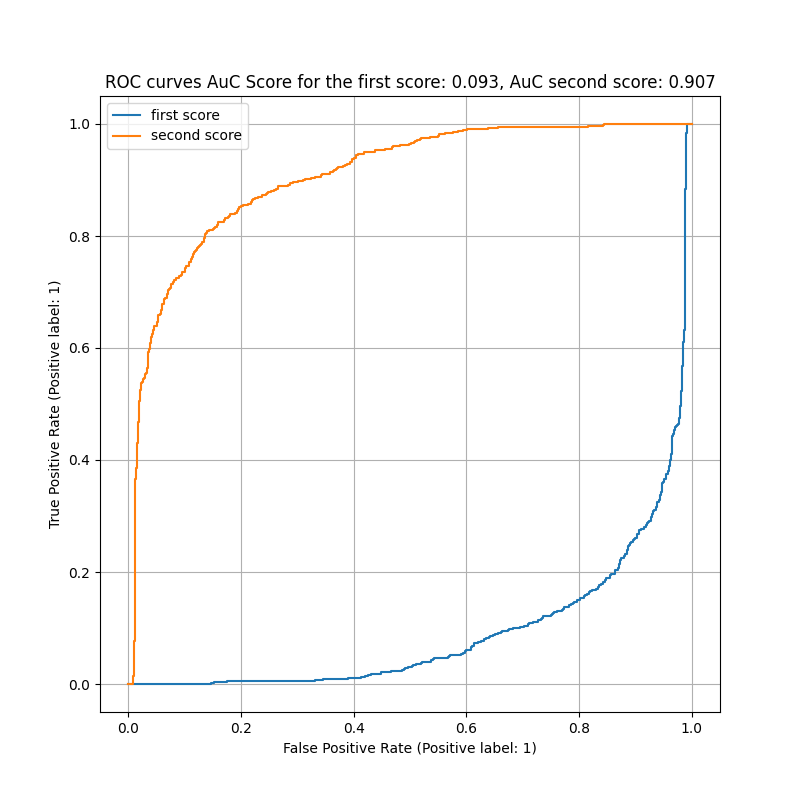 ROC curves AuC Score for the first score: 0.093, AuC second score: 0.907
first score
second score
1.0
0.8
0.6
0.4
0.2
0.0
True Positive Rate (Positive label: 1)
0.0 0.2 0.4 0.6 0.8 1.0
False Positive Rate (Positive label: 1)